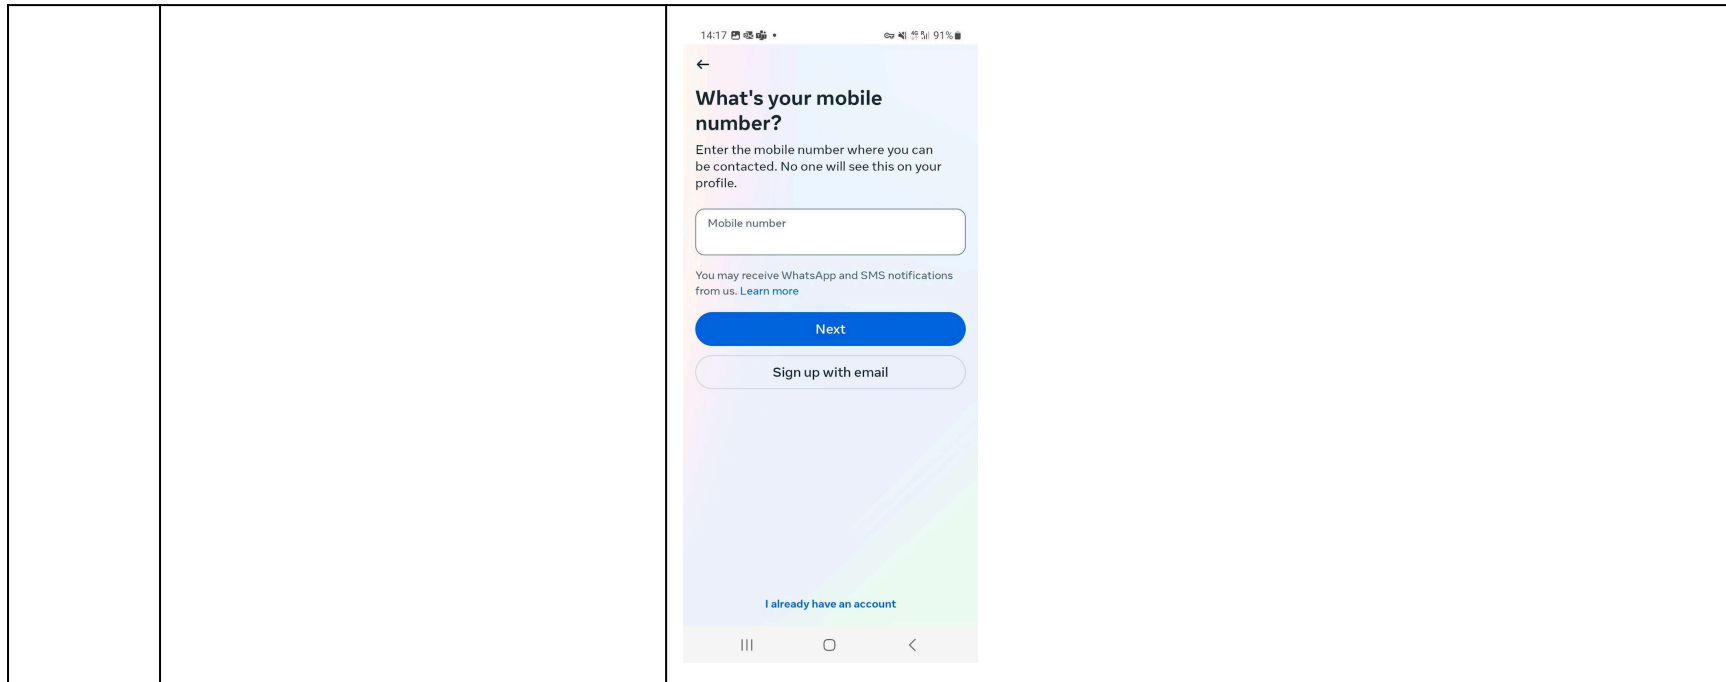 14:17
91%
What's your mobile
number?
Enter the mobile number where you can
be contacted. No one will see this on your
profile.
Mobile number
You may receive WhatsApp and SMS notifications
from us. Learn more
Next
Sign up with email
I already have an account